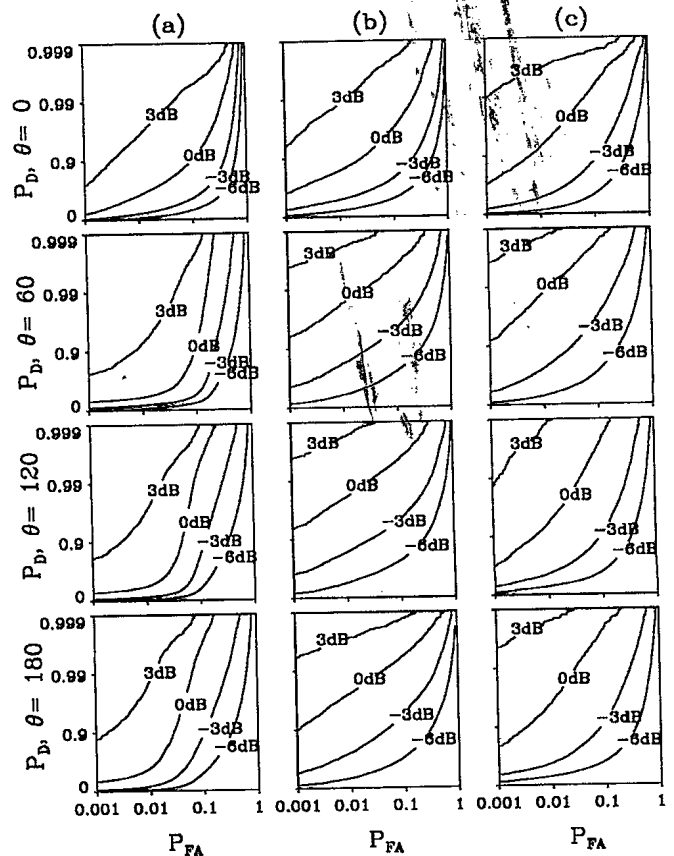 (a) (b) (c)
P_D, θ = 0
0.999
0.99
0.9
0
3dB 0dB −3dB −6dB
3dB 0dB −3dB −6dB
3dB 0dB −3dB −6dB
P_D, θ = 60
0.999
0.99
0.9
0
3dB 0dB −3dB −6dB
3dB 0dB −3dB −6dB
3dB 0dB −3dB −6dB
P_D, θ = 120
0.999
0.99
0.9
0
3dB 0dB −3dB −6dB
3dB 0dB −3dB −6dB
3dB 0dB −3dB −6dB
P_D, θ = 180
0.999
0.99
0.9
0
3dB 0dB −3dB −6dB
3dB 0dB −3dB −6dB
3dB 0dB −3dB −6dB
0.001 0.01 0.1 1
0.001 0.01 0.1 1
0.001 0.01 0.1 1
P_FA P_FA P_FA